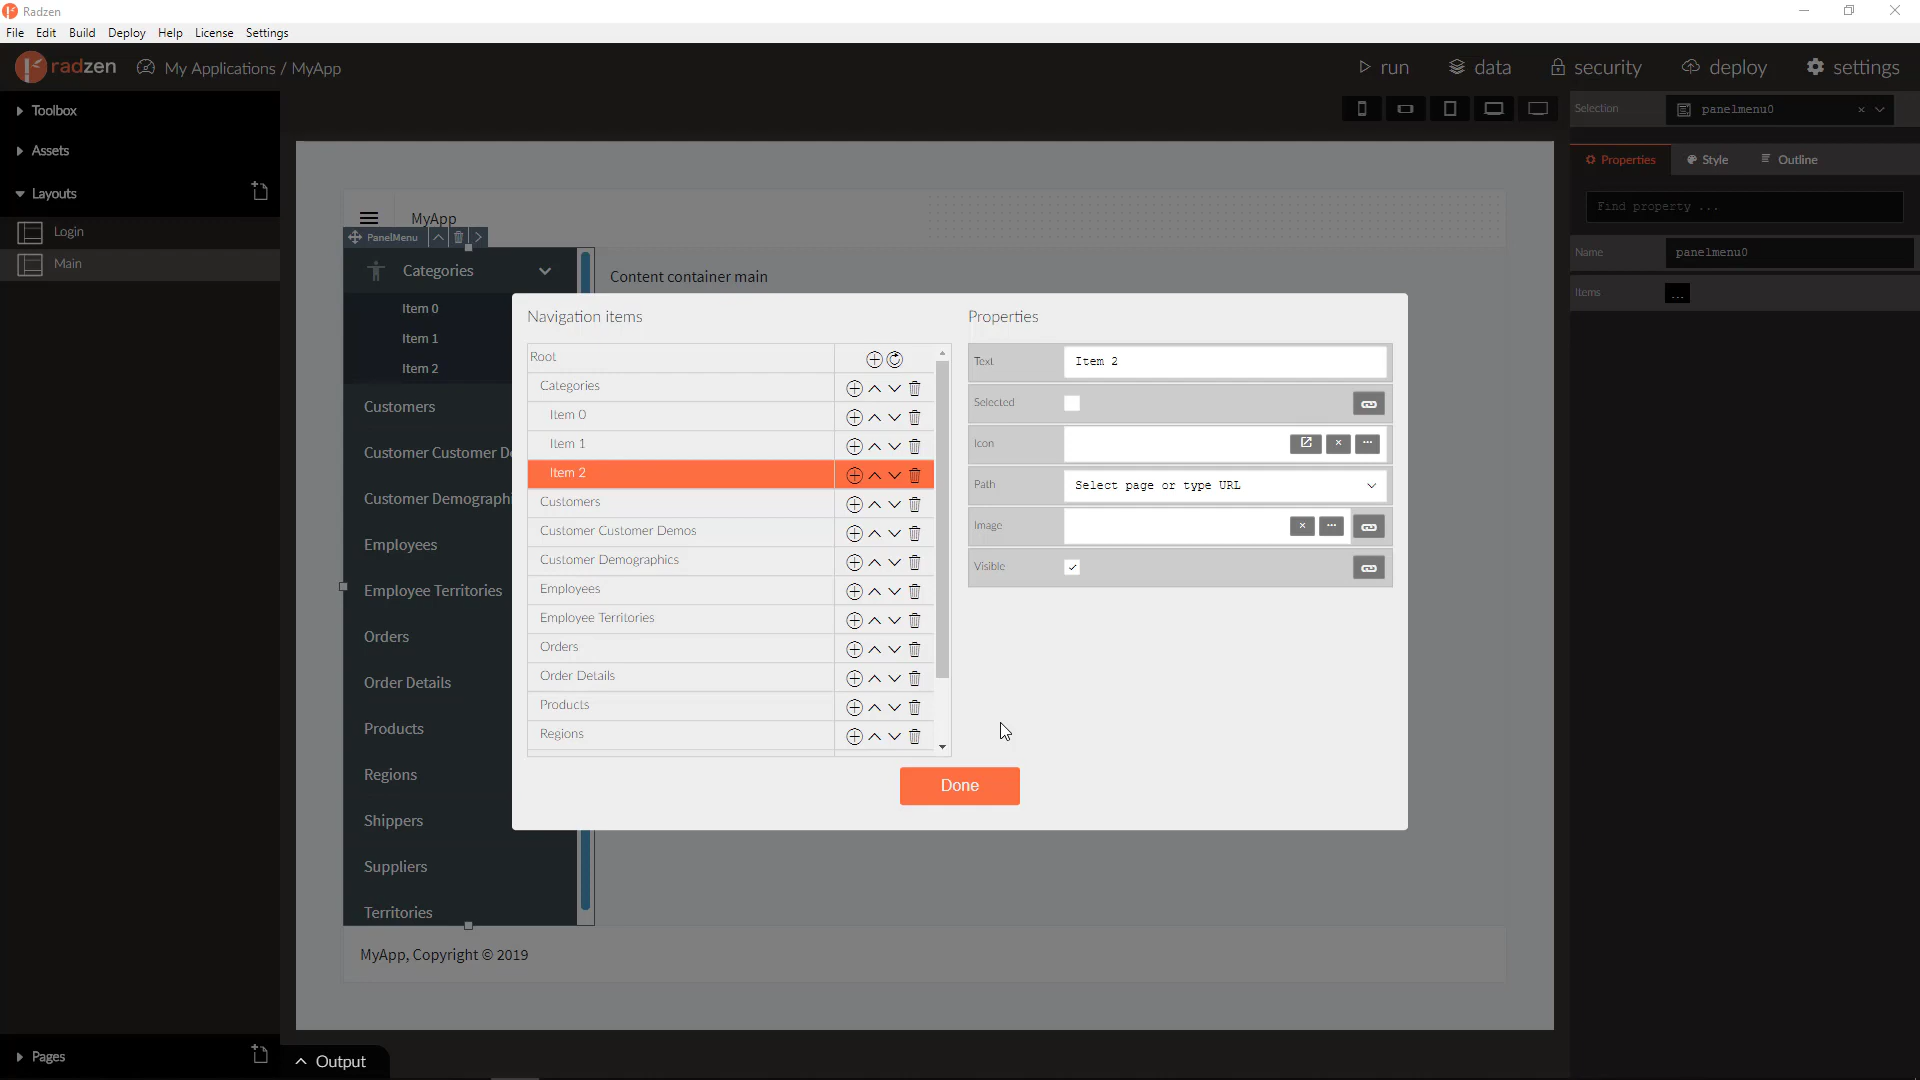 Radzen
File Edit Build Deploy Help License Settings
radzen My Applications / MyApp run data security deploy settings
Toolbox
Assets
Layouts
Login
Main
Pages
Output
MyApp
PanelMenu
Categories
Item 0
Item 1
Item 2
Customers
Customer Customer De
Customer Demographi
Employees
Employee Territories
Orders
Order Details
Products
Regions
Shippers
Suppliers
Territories
Content container main
MyApp, Copyright © 2019
Navigation items
Root
Categories
Item 0
Item 1
Item 2
Customers
Customer Customer Demos
Customer Demographics
Employees
Employee Territories
Orders
Order Details
Products
Regions
Properties
Text Item 2
Selected
Icon
Path Select page or type URL
Image
Visible
Done
Selection panelmenu0
Properties Style Outline
Find property ...
Name panelmenu0
Items ...